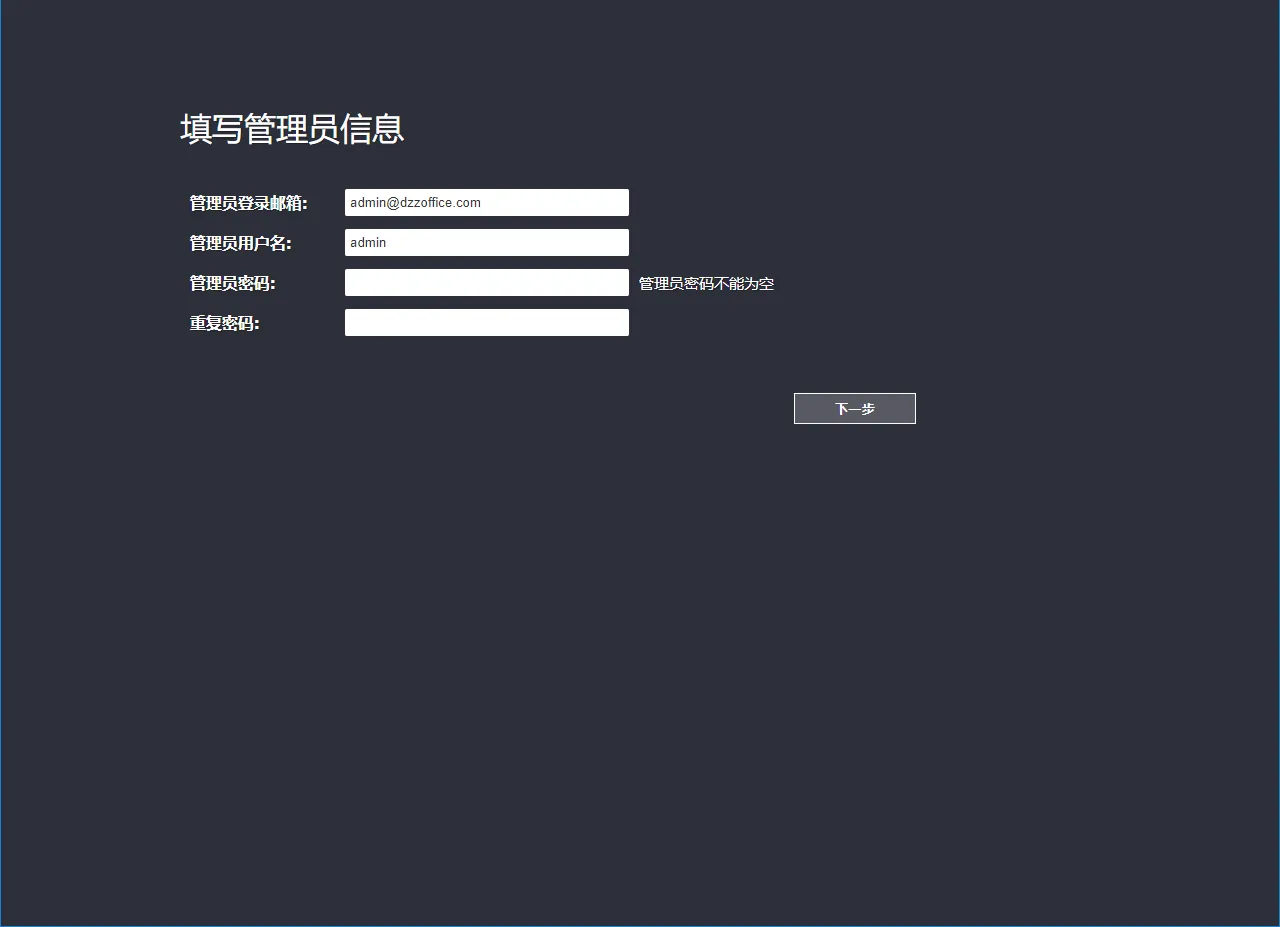 填写管理员信息
管理员登录邮箱: admin@dzzoffice.com
管理员用户名: admin
管理员密码: 管理员密码不能为空
重复密码:
下一步